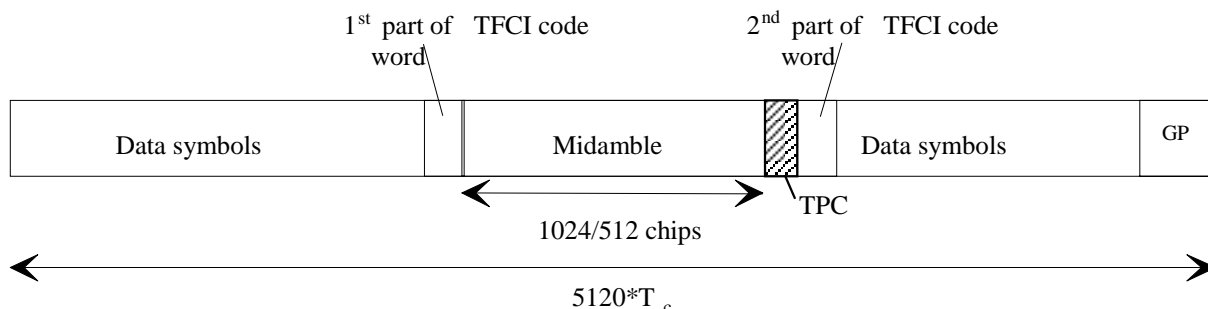 1st part of TFCI code
word
2nd part of TFCI code
word
Data symbols
Midamble
Data symbols
GP
TPC
1024/512 chips
5120*T c